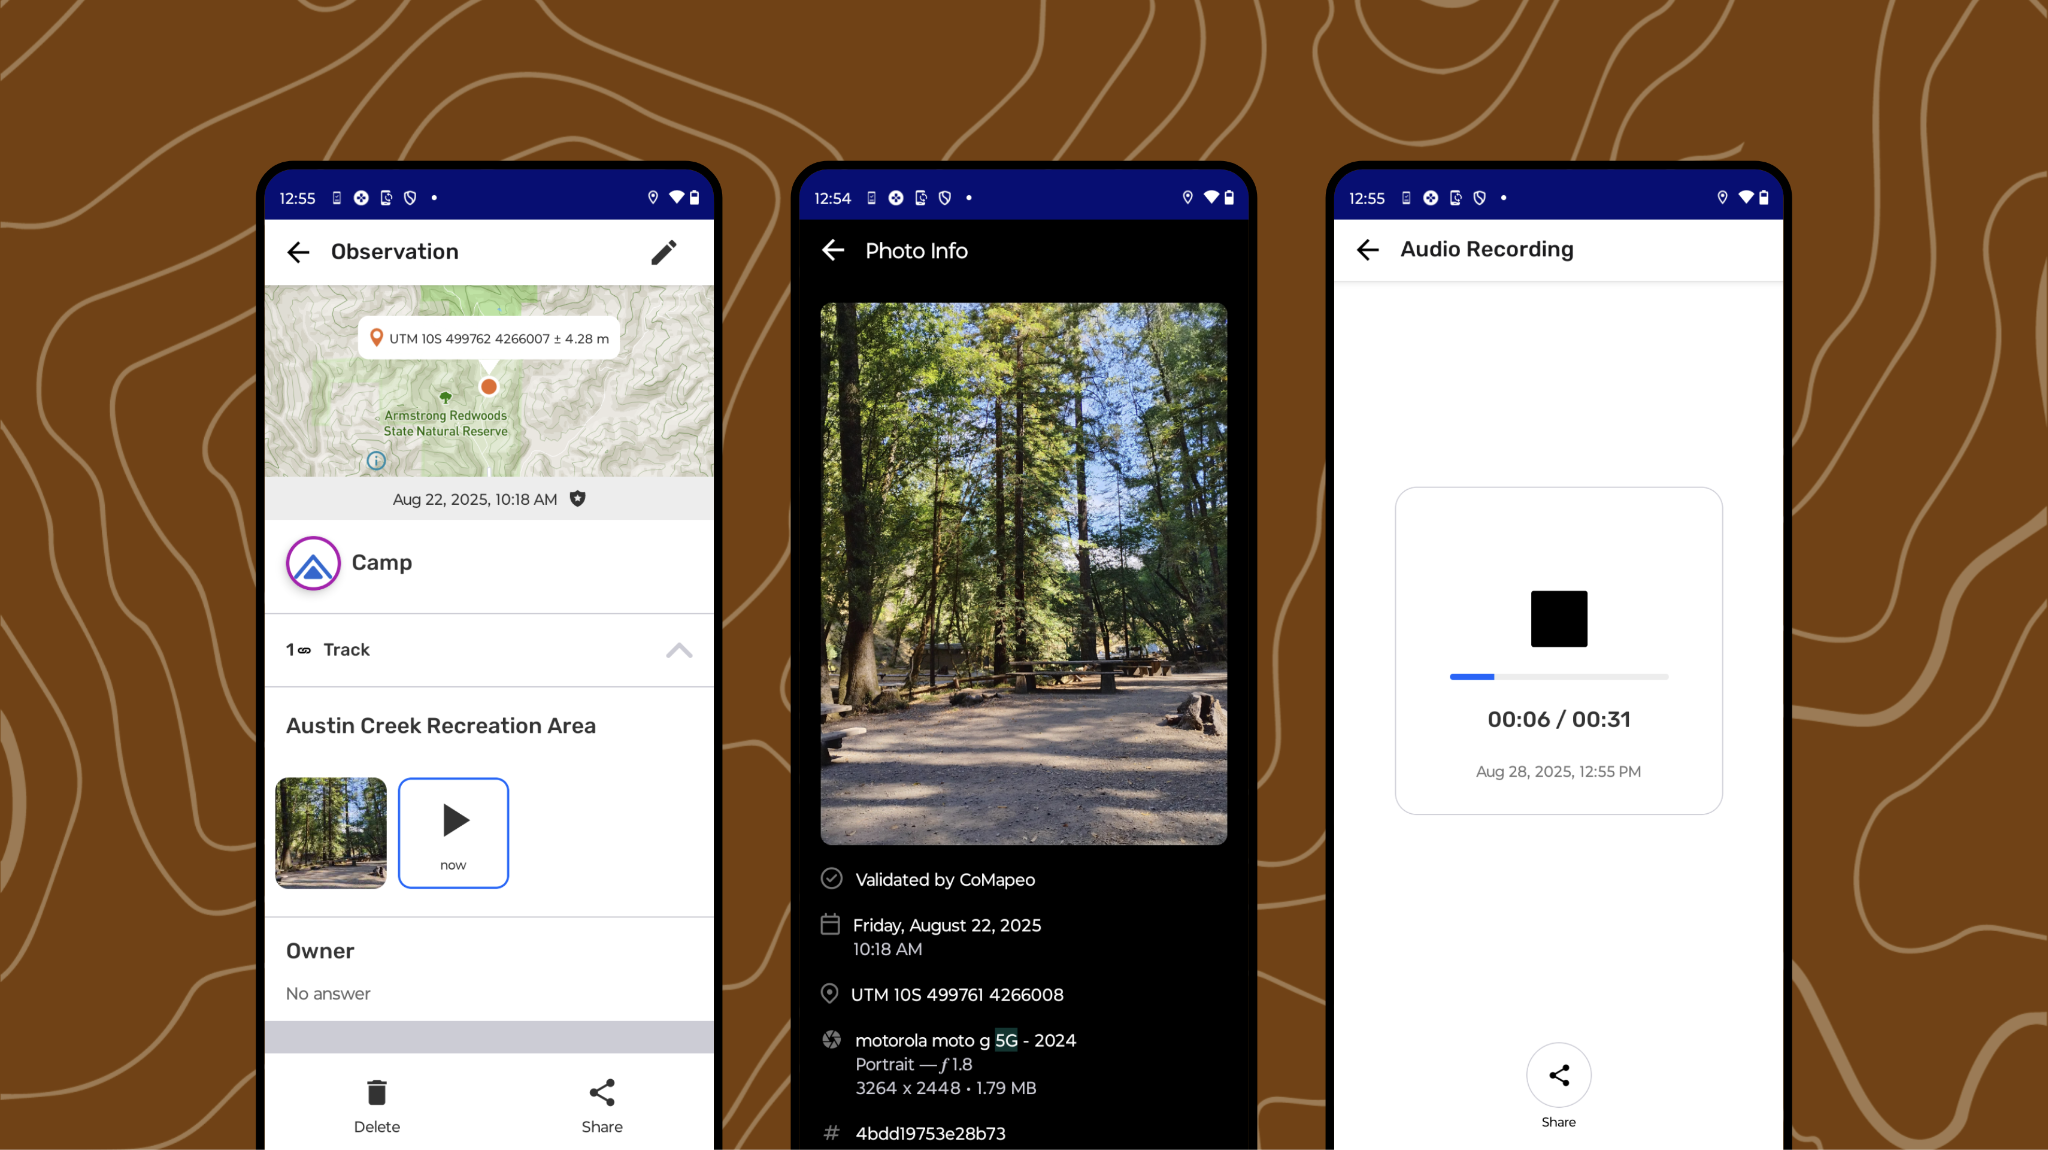 12:55
Observation
UTM 10S 499762 4266007 ± 4.28 m
Armstrong Redwoods
State Natural Reserve
Aug 22, 2025, 10:18 AM
Camp
1 Track
Austin Creek Recreation Area
now
Owner
No answer
Delete
Share
12:54
Photo Info
Validated by CoMapeo
Friday, August 22, 2025
10:18 AM
UTM 10S 499761 4266008
motorola moto g 5G - 2024
Portrait — ƒ 1.8
3264 x 2448 • 1.79 MB
# 4bdd19753e28b73
12:55
Audio Recording
00:06 / 00:31
Aug 28, 2025, 12:55 PM
Share